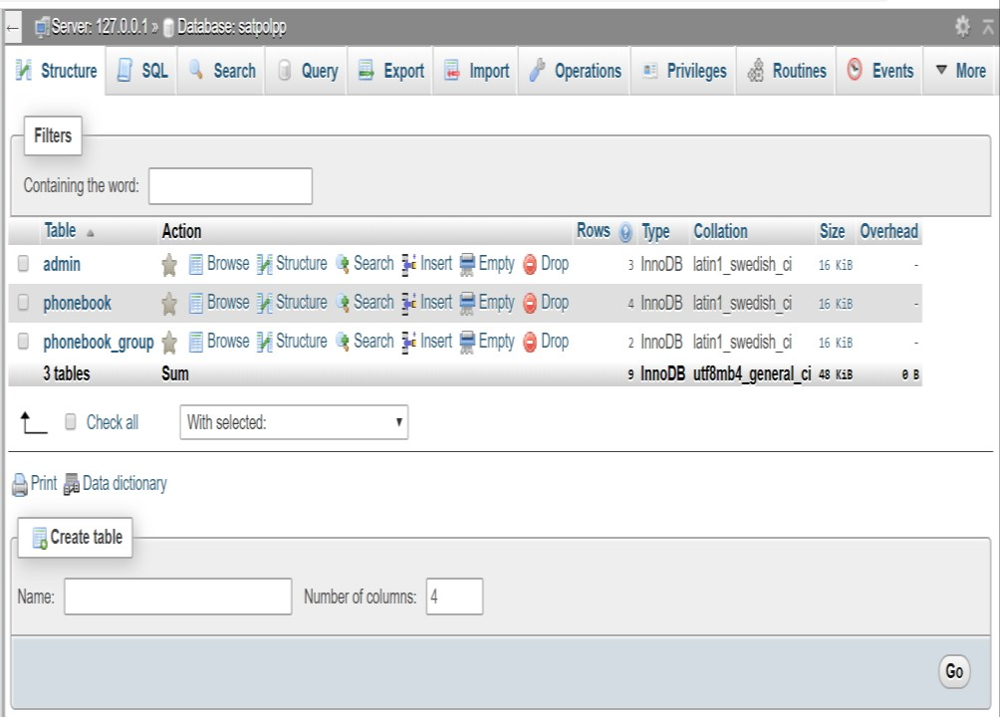 ← Server: 127.0.0.1 » Database: satpolpp
Structure SQL Search Query Export Import Operations Privileges Routines Events ▼ More
Filters
Containing the word:
Table Action Rows Type Collation Size Overhead
admin Browse Structure Search Insert Empty Drop 3 InnoDB latin1_swedish_ci 16 KiB -
phonebook Browse Structure Search Insert Empty Drop 4 InnoDB latin1_swedish_ci 16 KiB -
phonebook_group Browse Structure Search Insert Empty Drop 2 InnoDB latin1_swedish_ci 16 KiB -
3 tables Sum 9 InnoDB utf8mb4_general_ci 48 KiB 0 B
Check all With selected:
Print Data dictionary
Create table
Name: Number of columns: 4
Go